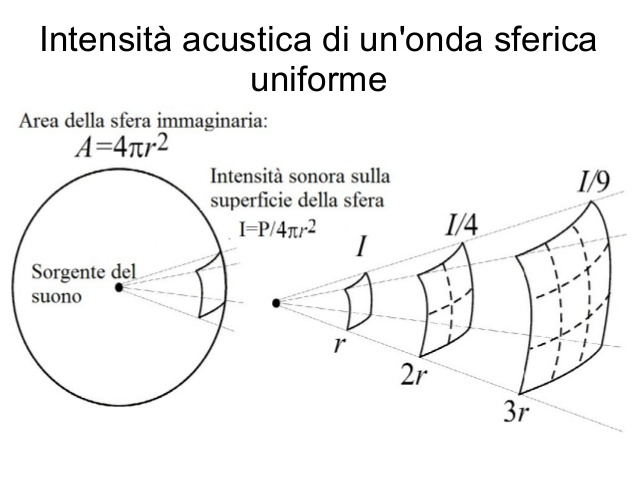 Intensità acustica di un'onda sferica
uniforme
Area della sfera immaginaria:
A=4πr2
Intensità sonora sulla
superficie della sfera
I=P/4πr2
Sorgente del
suono
I
I/4
I/9
r
2r
3r